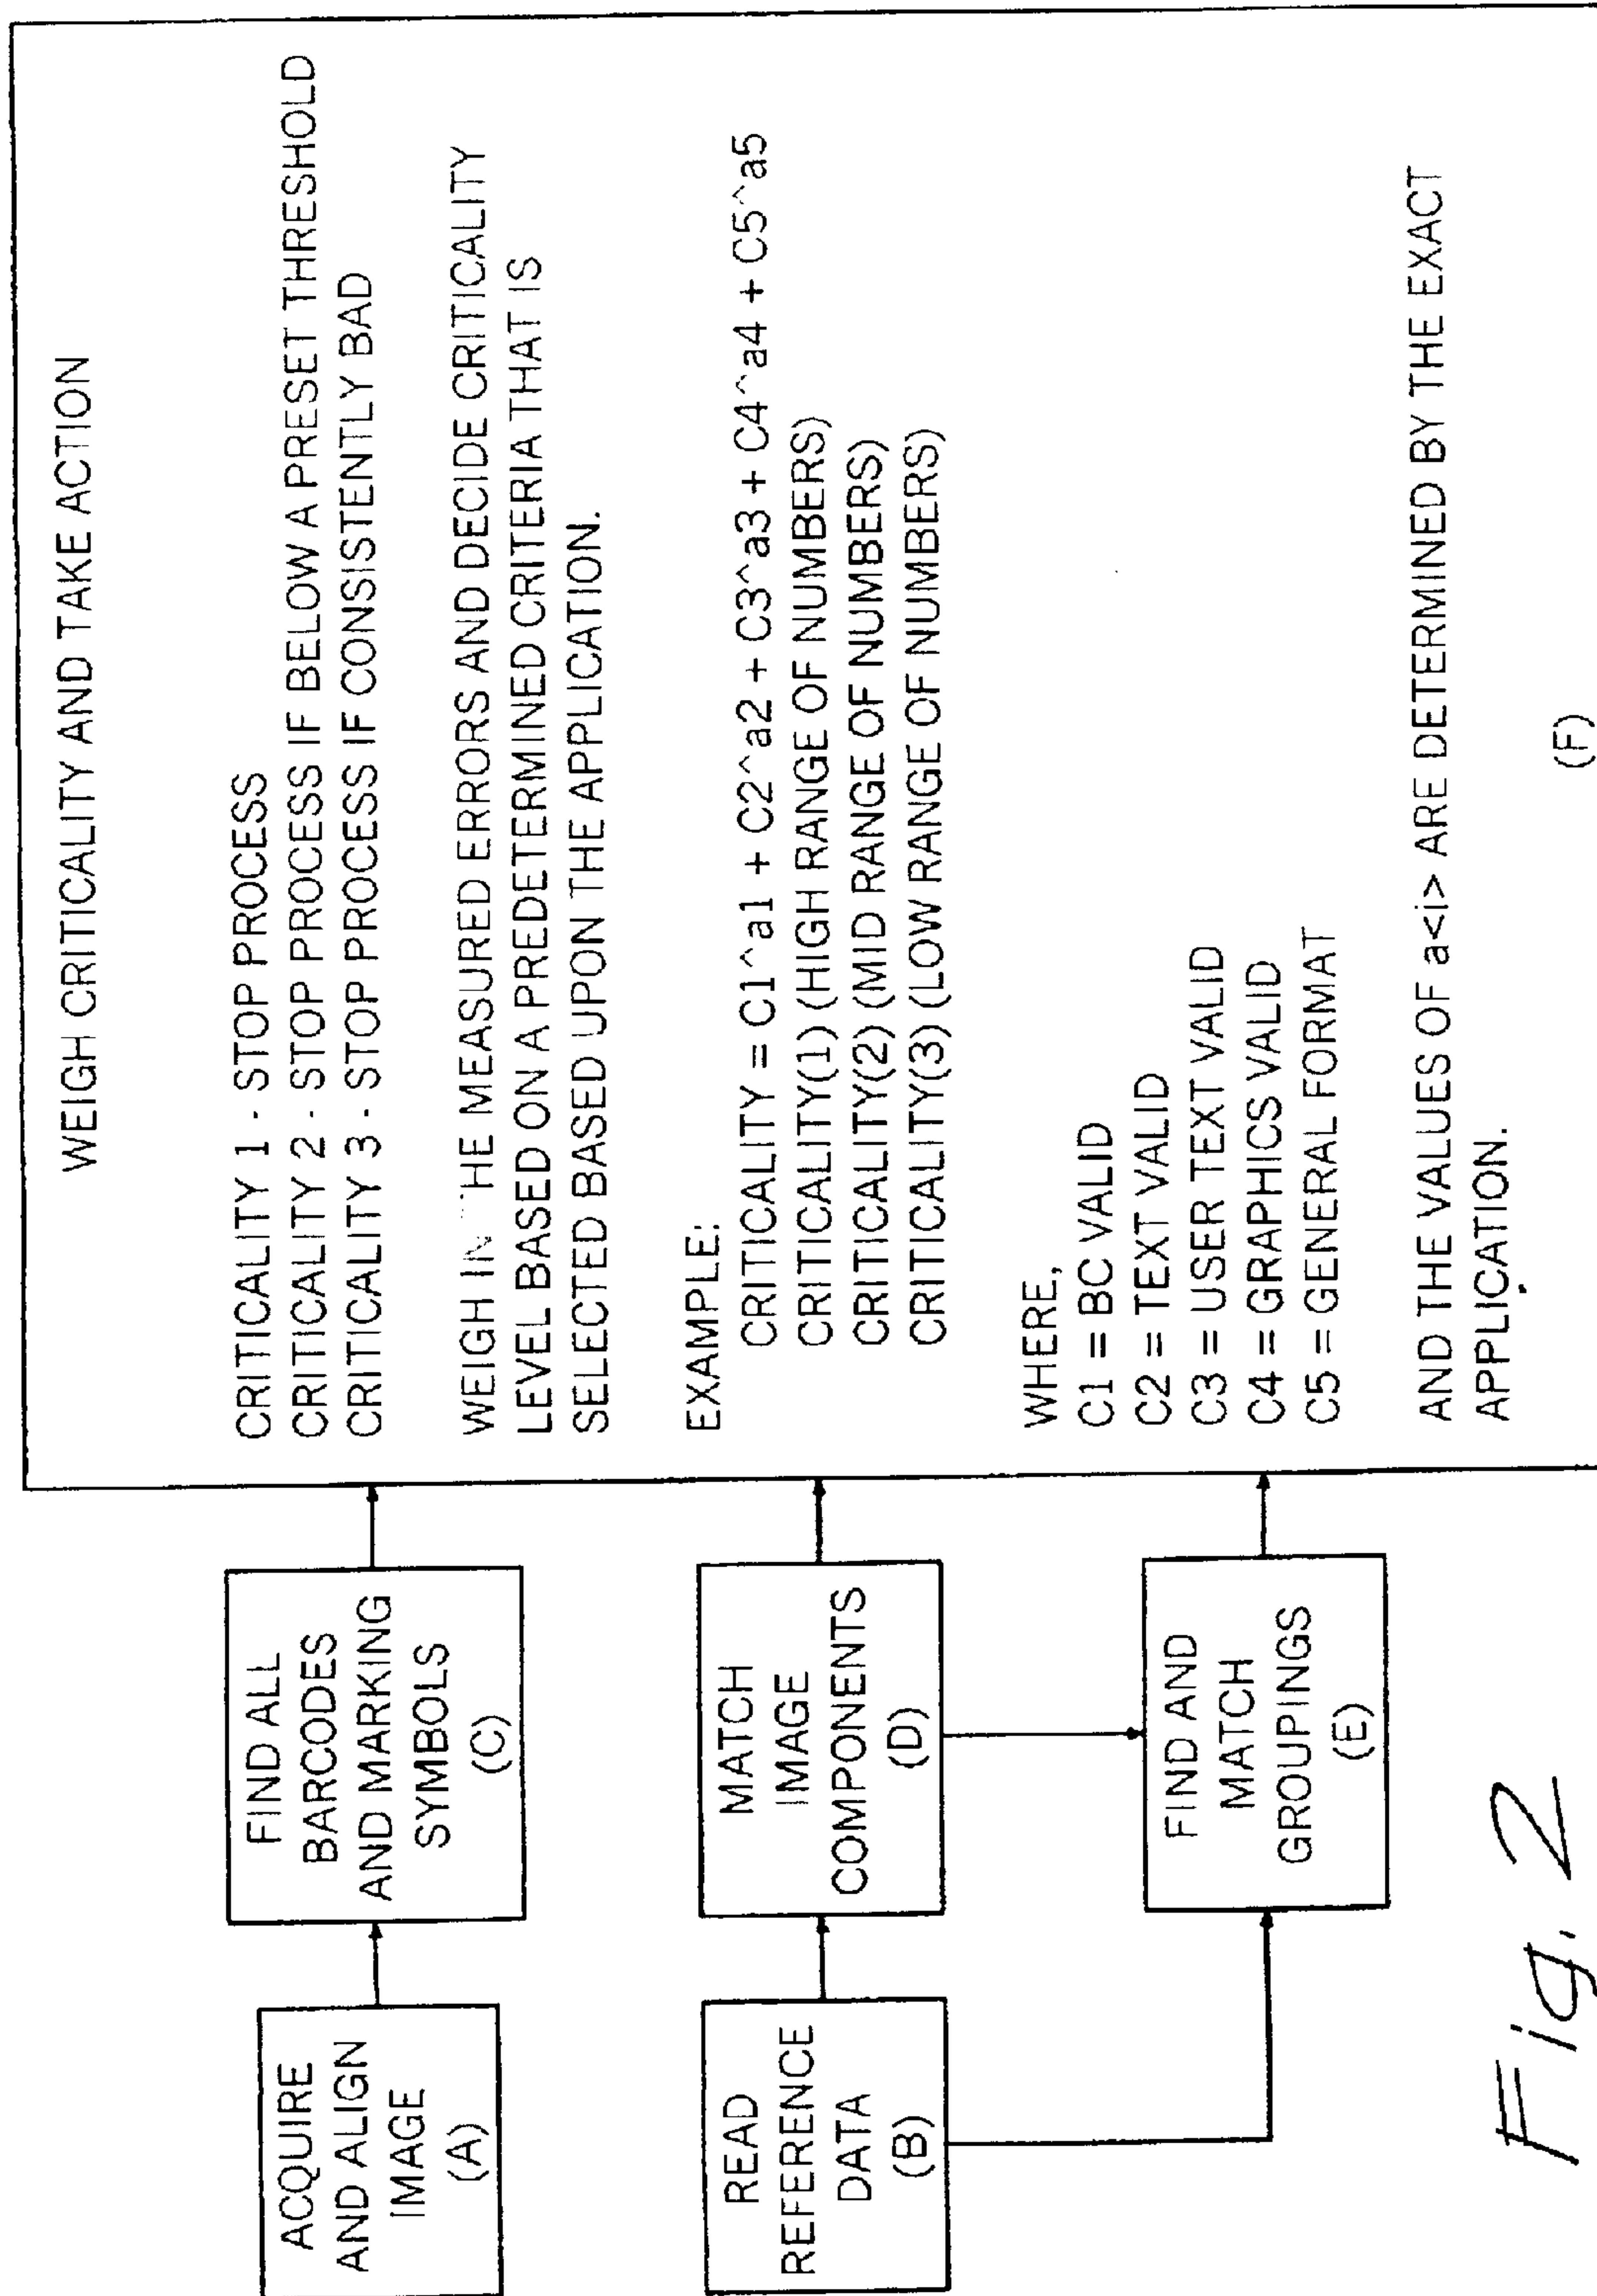 ACQUIRE
AND ALIGN
IMAGE
(A)
READ
REFERENCE
DATA
(B)
FIND ALL
BARCODES
AND MARKING
SYMBOLS
(C)
MATCH
IMAGE
COMPONENTS
(D)
FIND AND
MATCH
GROUPINGS
(E)
WEIGH CRITICALITY AND TAKE ACTION
CRITICALITY 1 - STOP PROCESS
CRITICALITY 2 - STOP PROCESS IF BELOW A PRESET THRESHOLD
CRITICALITY 3 - STOP PROCESS IF CONSISTENTLY BAD
WEIGH IN THE MEASURED ERRORS AND DECIDE CRITICALITY
LEVEL BASED ON A PREDETERMINED CRITERIA THAT IS
SELECTED BASED UPON THE APPLICATION.
EXAMPLE:
CRITICALITY = C1^a1 + C2^a2 + C3^a3 + C4^a4 + C5^a5
CRITICALITY(1) (HIGH RANGE OF NUMBERS)
CRITICALITY(2) (MID RANGE OF NUMBERS)
CRITICALITY(3) (LOW RANGE OF NUMBERS)
WHERE,
C1 = BC VALID
C2 = TEXT VALID
C3 = USER TEXT VALID
C4 = GRAPHICS VALID
C5 = GENERAL FORMAT
AND THE VALUES OF a<i> ARE DETERMINED BY THE EXACT
APPLICATION.
(F)
Fig. 2